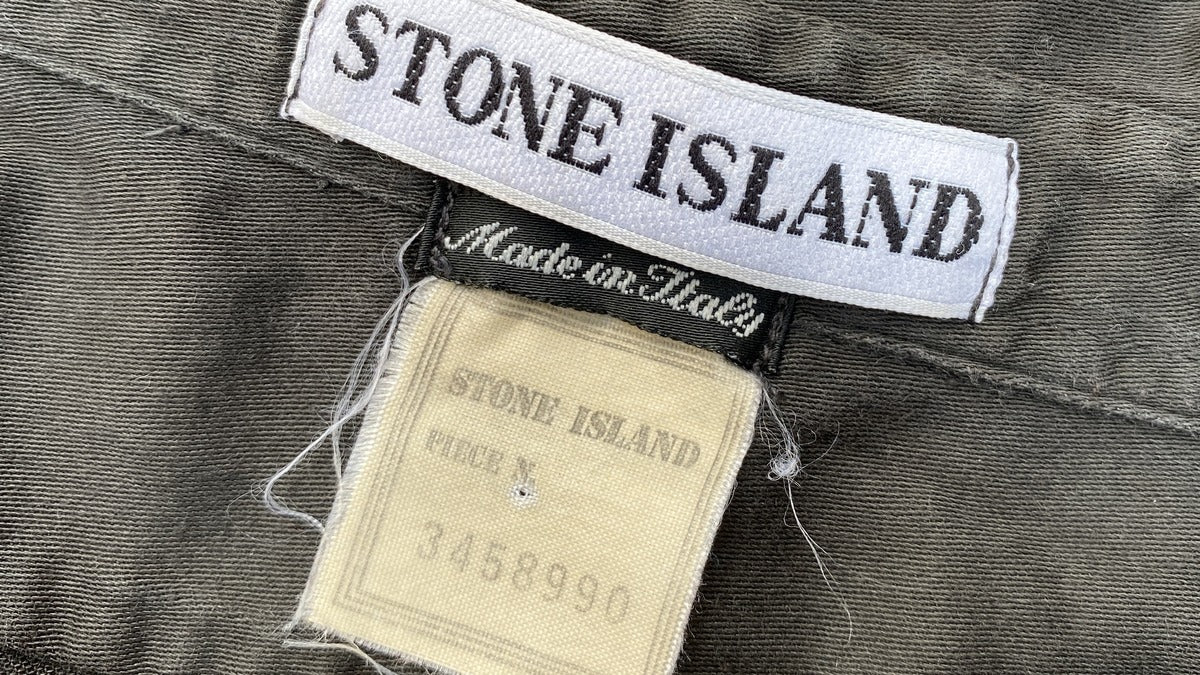 STONE ISLAND
Made in Italy
STONE ISLAND
PIECE N.
3458990